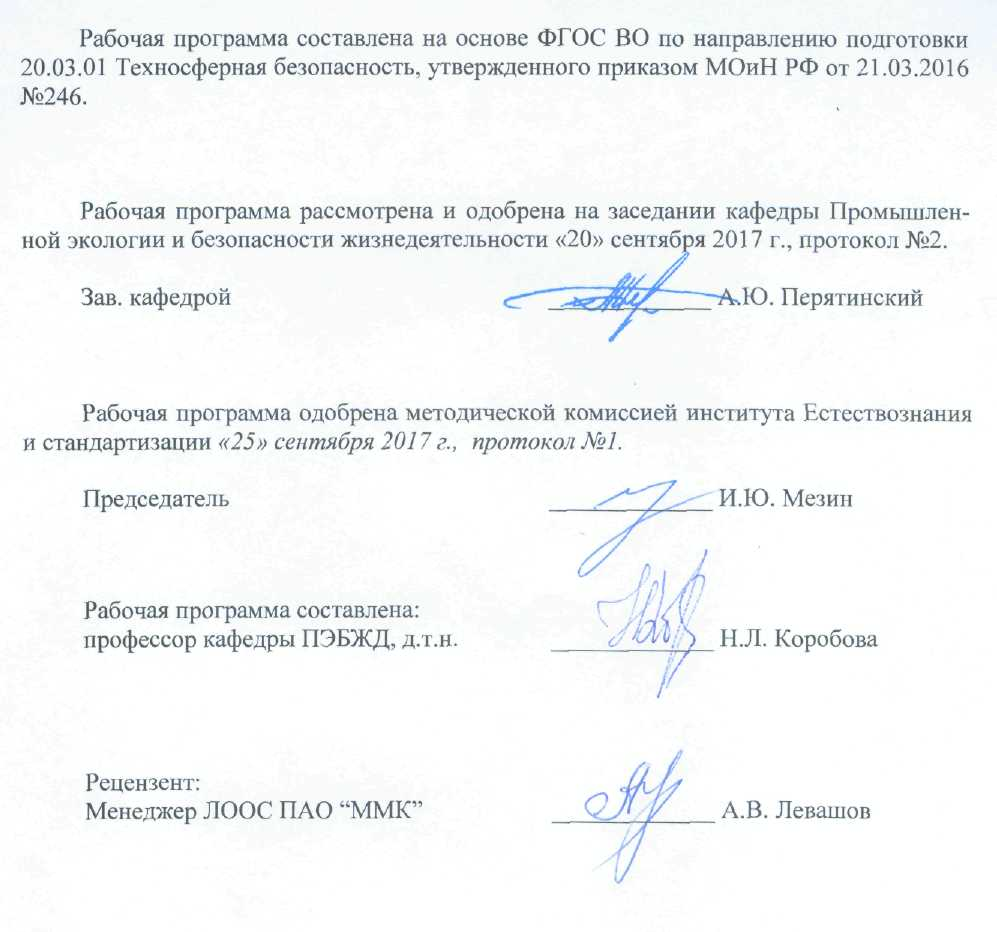 Рабочая программа составлена на основе ФГОС ВО по направлению подготовки
20.03.01 Техносферная безопасность, утвержденного приказом МОиН РФ от 21.03.2016
№246.
Рабочая программа рассмотрена и одобрена на заседании кафедры Промышлен-
ной экологии и безопасности жизнедеятельности «20» сентября 2017 г., протокол №2.
Зав. кафедрой ____________ А.Ю. Перятинский
Рабочая программа одобрена методической комиссией института Естествознания
и стандартизации «25» сентября 2017 г., протокол №1.
Председатель ____________ И.Ю. Мезин
Рабочая программа составлена:
профессор кафедры ПЭБЖД, д.т.н. ____________ Н.Л. Коробова
Рецензент:
Менеджер ЛООС ПАО “ММК” ____________ А.В. Левашов